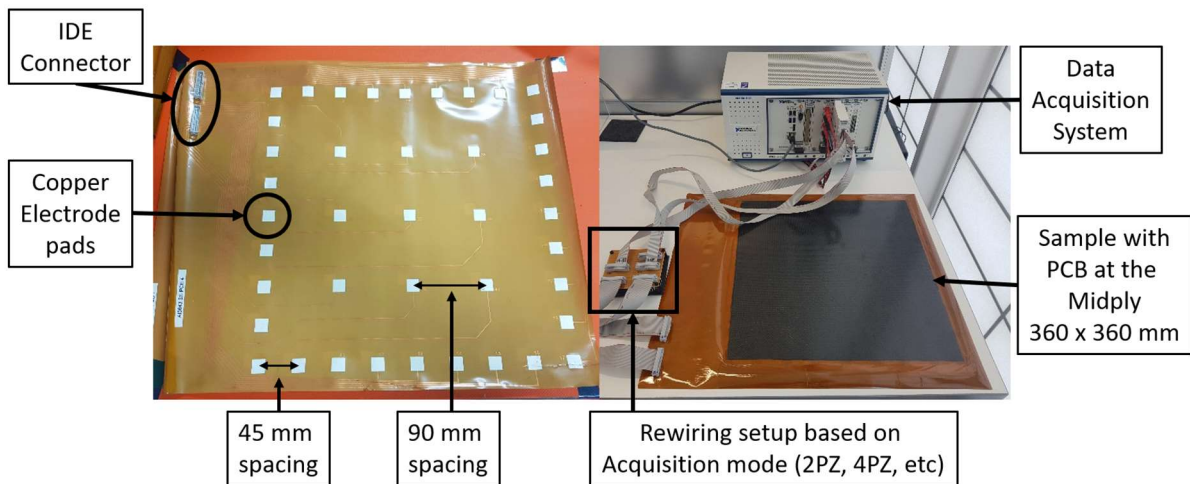 IDE
Connector
Copper
Electrode
pads
45 mm
spacing
90 mm
spacing
Data
Acquisition
System
Sample with
PCB at the
Midply
360 x 360 mm
Rewiring setup based on
Acquisition mode (2PZ, 4PZ, etc)